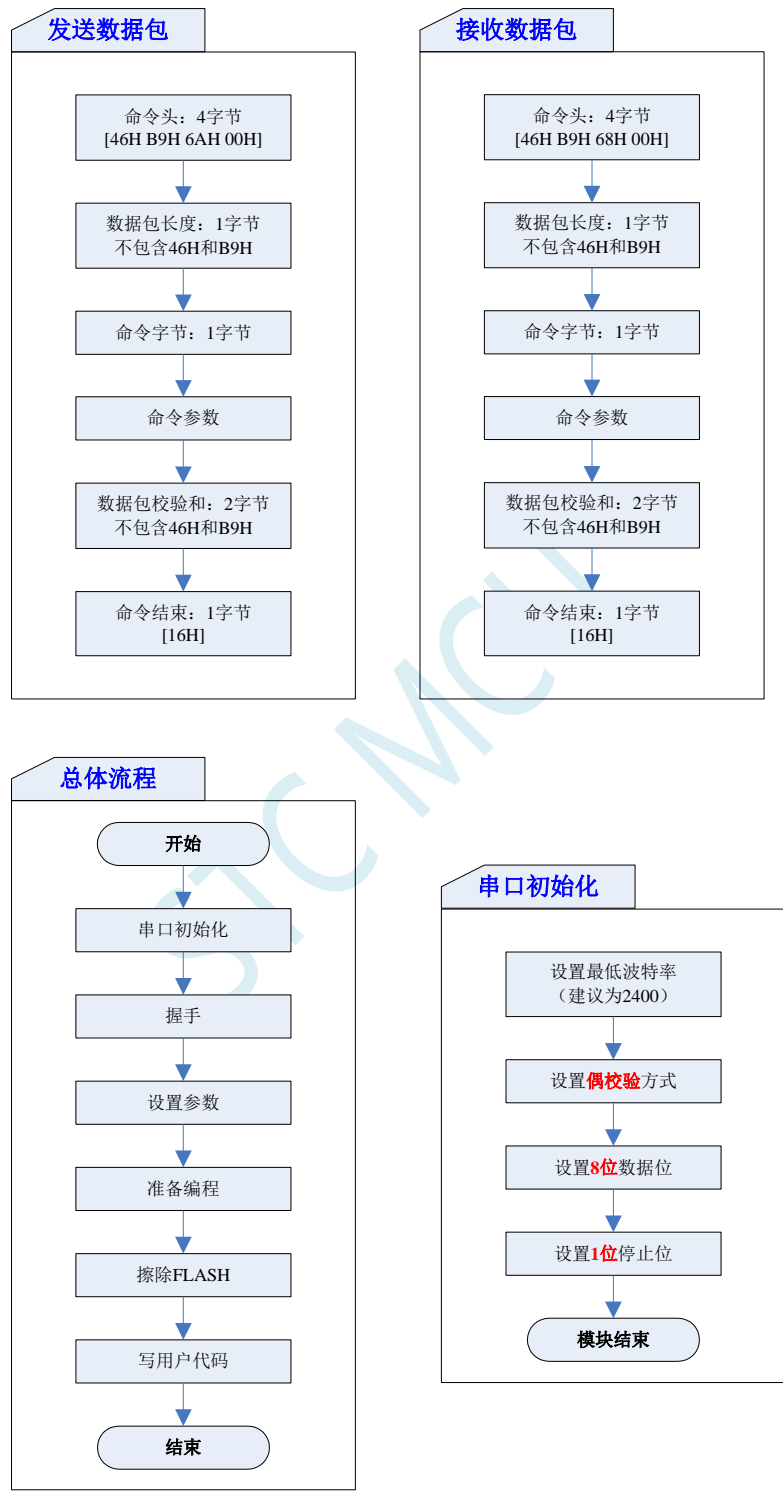 发送数据包
命令头：4字节
[46H B9H 6AH 00H]
数据包长度：1字节
不包含46H和B9H
命令字节：1字节
命令参数
数据包校验和：2字节
不包含46H和B9H
命令结束：1字节
[16H]
接收数据包
命令头：4字节
[46H B9H 68H 00H]
数据包长度：1字节
不包含46H和B9H
命令字节：1字节
命令参数
数据包校验和：2字节
不包含46H和B9H
命令结束：1字节
[16H]
总体流程
开始
串口初始化
握手
设置参数
准备编程
擦除FLASH
写用户代码
结束
串口初始化
设置最低波特率
（建议为2400）
设置偶校验方式
设置8位数据位
设置1位停止位
模块结束
STC MCU